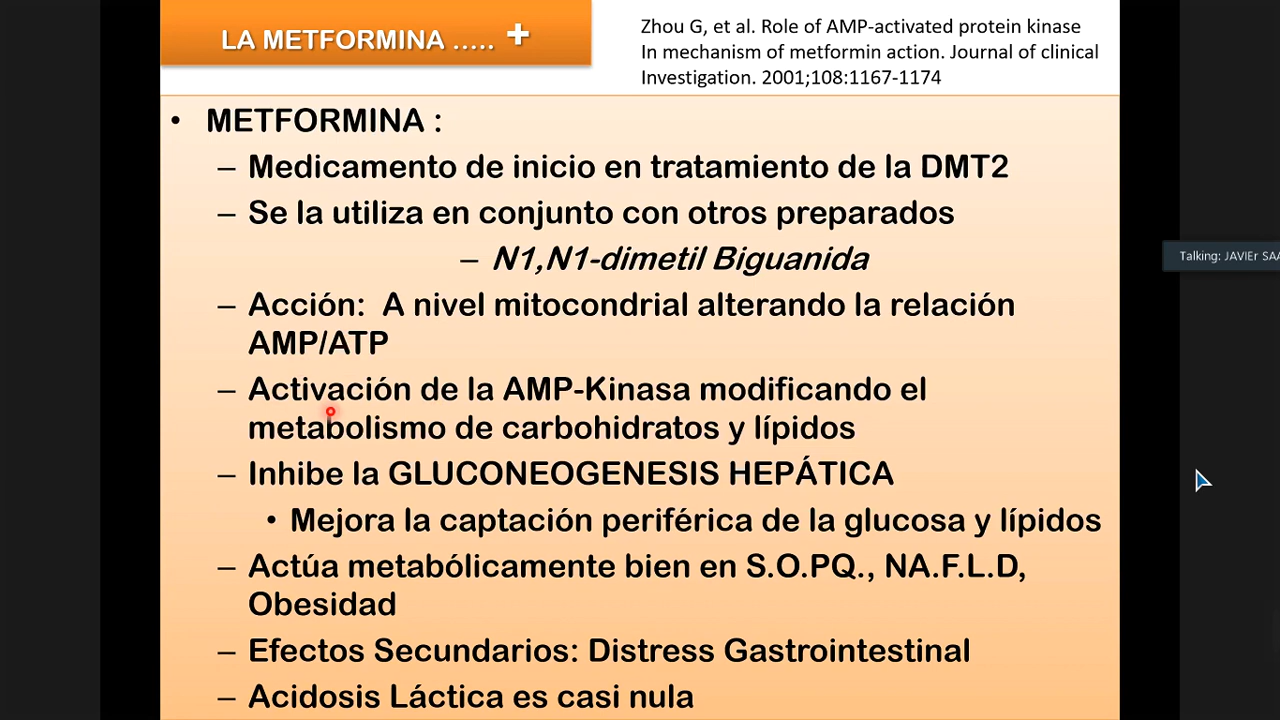 LA METFORMINA ..... +
Zhou G, et al. Role of AMP-activated protein kinase
In mechanism of metformin action. Journal of clinical
Investigation. 2001;108:1167-1174
• METFORMINA :
– Medicamento de inicio en tratamiento de la DMT2
– Se la utiliza en conjunto con otros preparados
– N1,N1-dimetil Biguanida
– Acción: A nivel mitocondrial alterando la relación
AMP/ATP
– Activación de la AMP-Kinasa modificando el
metabolismo de carbohidratos y lípidos
– Inhibe la GLUCONEOGENESIS HEPÁTICA
• Mejora la captación periférica de la glucosa y lípidos
– Actúa metabólicamente bien en S.O.PQ., NA.F.L.D,
Obesidad
– Efectos Secundarios: Distress Gastrointestinal
– Acidosis Láctica es casi nula
Talking: JAVIEr